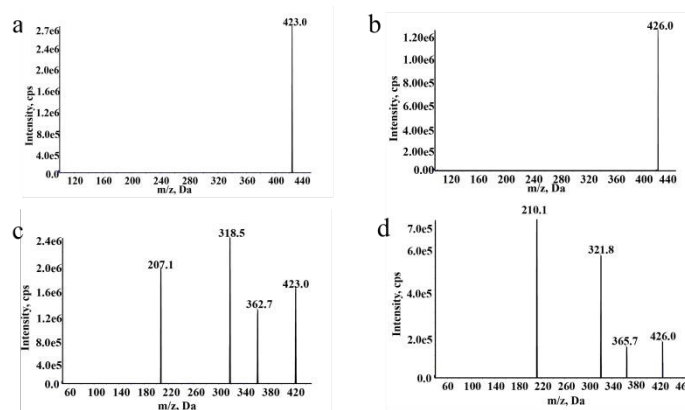 a
423.0
2.7e6
2.4e6
2.0e6
1.6e6
1.2e6
8.0e5
4.0e5
0.0
Intensity, cps
120 160 200 240 280 320 360 400 440
m/z, Da
b
426.0
1.20e6
1.00e6
8.00e5
6.00e5
4.00e5
2.00e5
0.00
Intensity, cps
120 160 200 240 280 320 360 400 440
m/z, Da
c
318.5
207.1
362.7
423.0
2.4e6
2.0e6
1.6e6
1.2e6
8.0e5
4.0e5
0.0
Intensity, cps
60 100 140 200 240 300 340 420
m/z, Da
d
210.1
321.8
365.7
426.0
7.0e5
6.0e5
4.0e5
2.0e5
0.0
Intensity, cps
60 100 140 180 220 260 300 340 380 420
m/z, Da